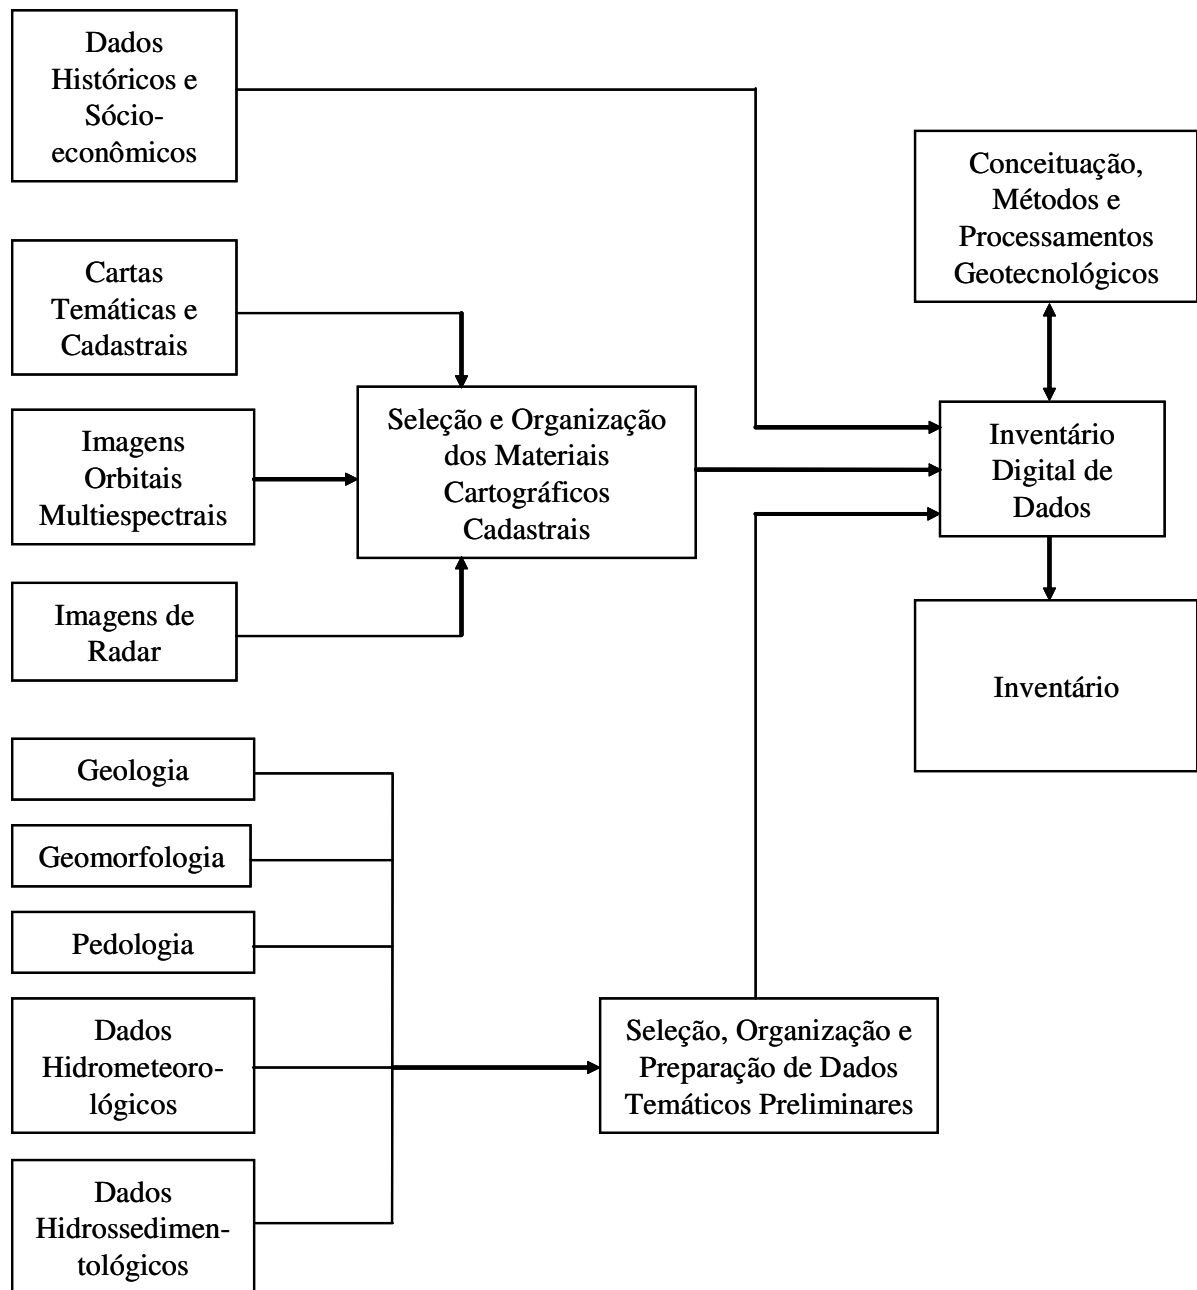 Dados
Históricos e
Sócio-
econômicos
Conceituação,
Métodos e
Processamentos
Geotecnológicos
Cartas
Temáticas e
Cadastrais
Seleção e Organização
dos Materiais
Cartográficos
Cadastrais
Inventário
Digital de
Dados
Imagens
Orbitais
Multiespectrais
Imagens de
Radar
Inventário
Geologia
Geomorfologia
Pedologia
Dados
Hidrometeoro-
lógicos
Seleção, Organização e
Preparação de Dados
Temáticos Preliminares
Dados
Hidrossedimen-
tológicos